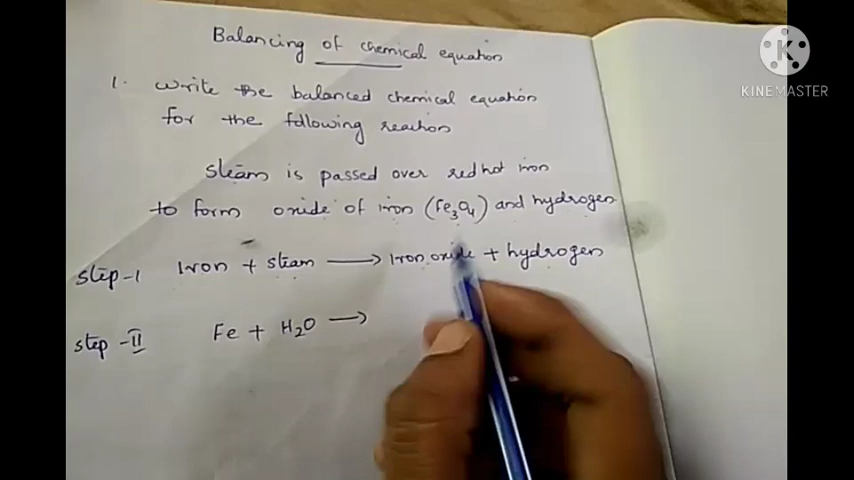 Balancing of chemical equation
1. Write the balanced chemical equation
for the following reaction
Steam is passed over red hot iron
to form oxide of iron (Fe3O4) and hydrogen
Step-1 Iron + steam ⟶ Iron oxide + hydrogen
Step-II Fe + H2O ⟶
K
KINEMASTER